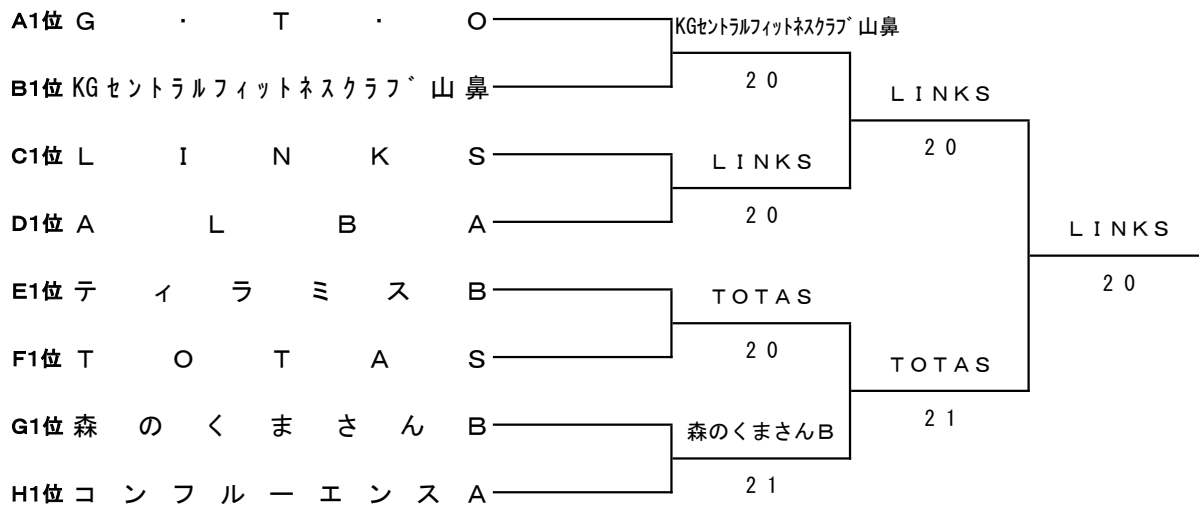 A1位 G・T・O
KGセントラルフィットネスクラブ山鼻
20
B1位 KGセントラルフィットネスクラブ山鼻
LINKS
20
C1位 LINKS
LINKS
20
D1位 ALBA
LINKS
20
E1位 ティラミスB
TOTAS
20
F1位 TOTAS
TOTAS
21
G1位 森のくまさんB
森のくまさんB
21
H1位 コンフルーエンスA